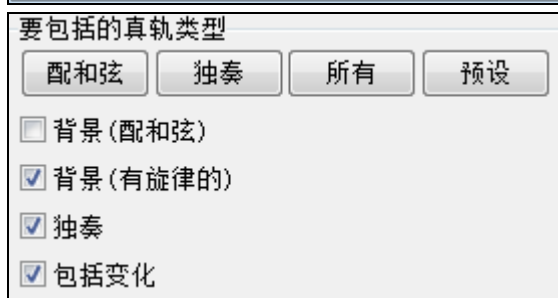 要包括的真轨类型
配和弦 独奏 所有 预设
背景(配和弦)
背景(有旋律的)
独奏
包括变化